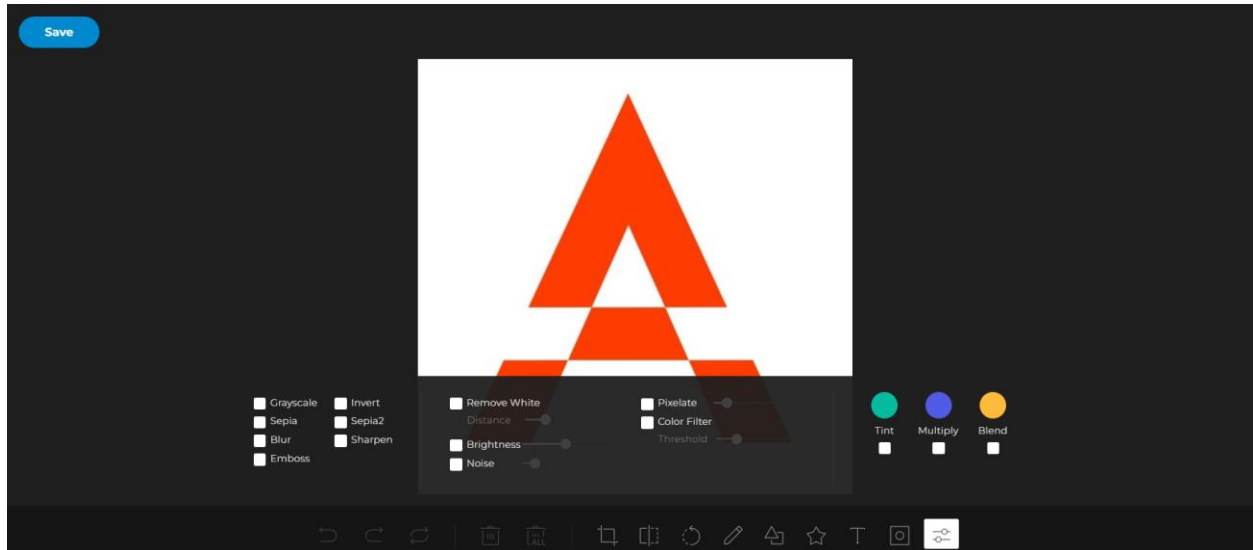 Save
Grayscale
Invert
Sepia
Sepia2
Blur
Sharpen
Emboss
Remove White
Distance
Brightness
Noise
Pixelate
Color Filter
Threshold
Tint
Multiply
Blend
ALL
T